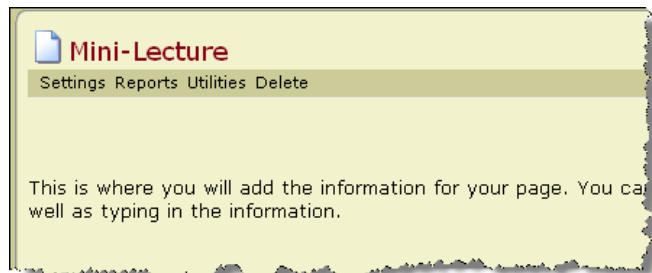 Mini-Lecture
Settings Reports Utilities Delete
This is where you will add the information for your page. You
well as typing in the information.